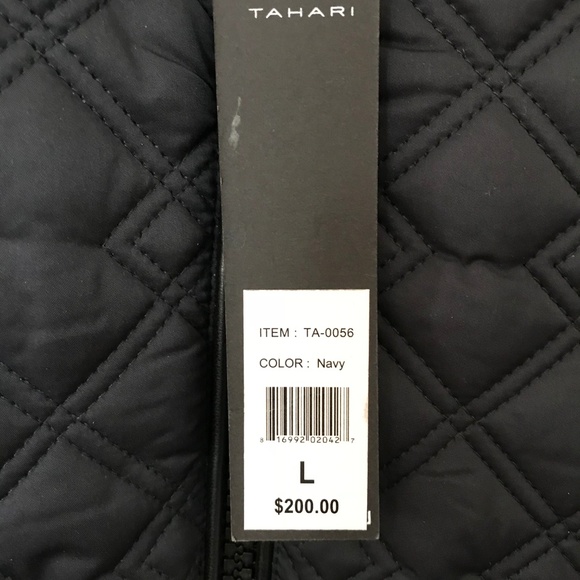 TAHARI
ITEM : TA-0056
COLOR : Navy
8 16992 02042 7
L
$200.00